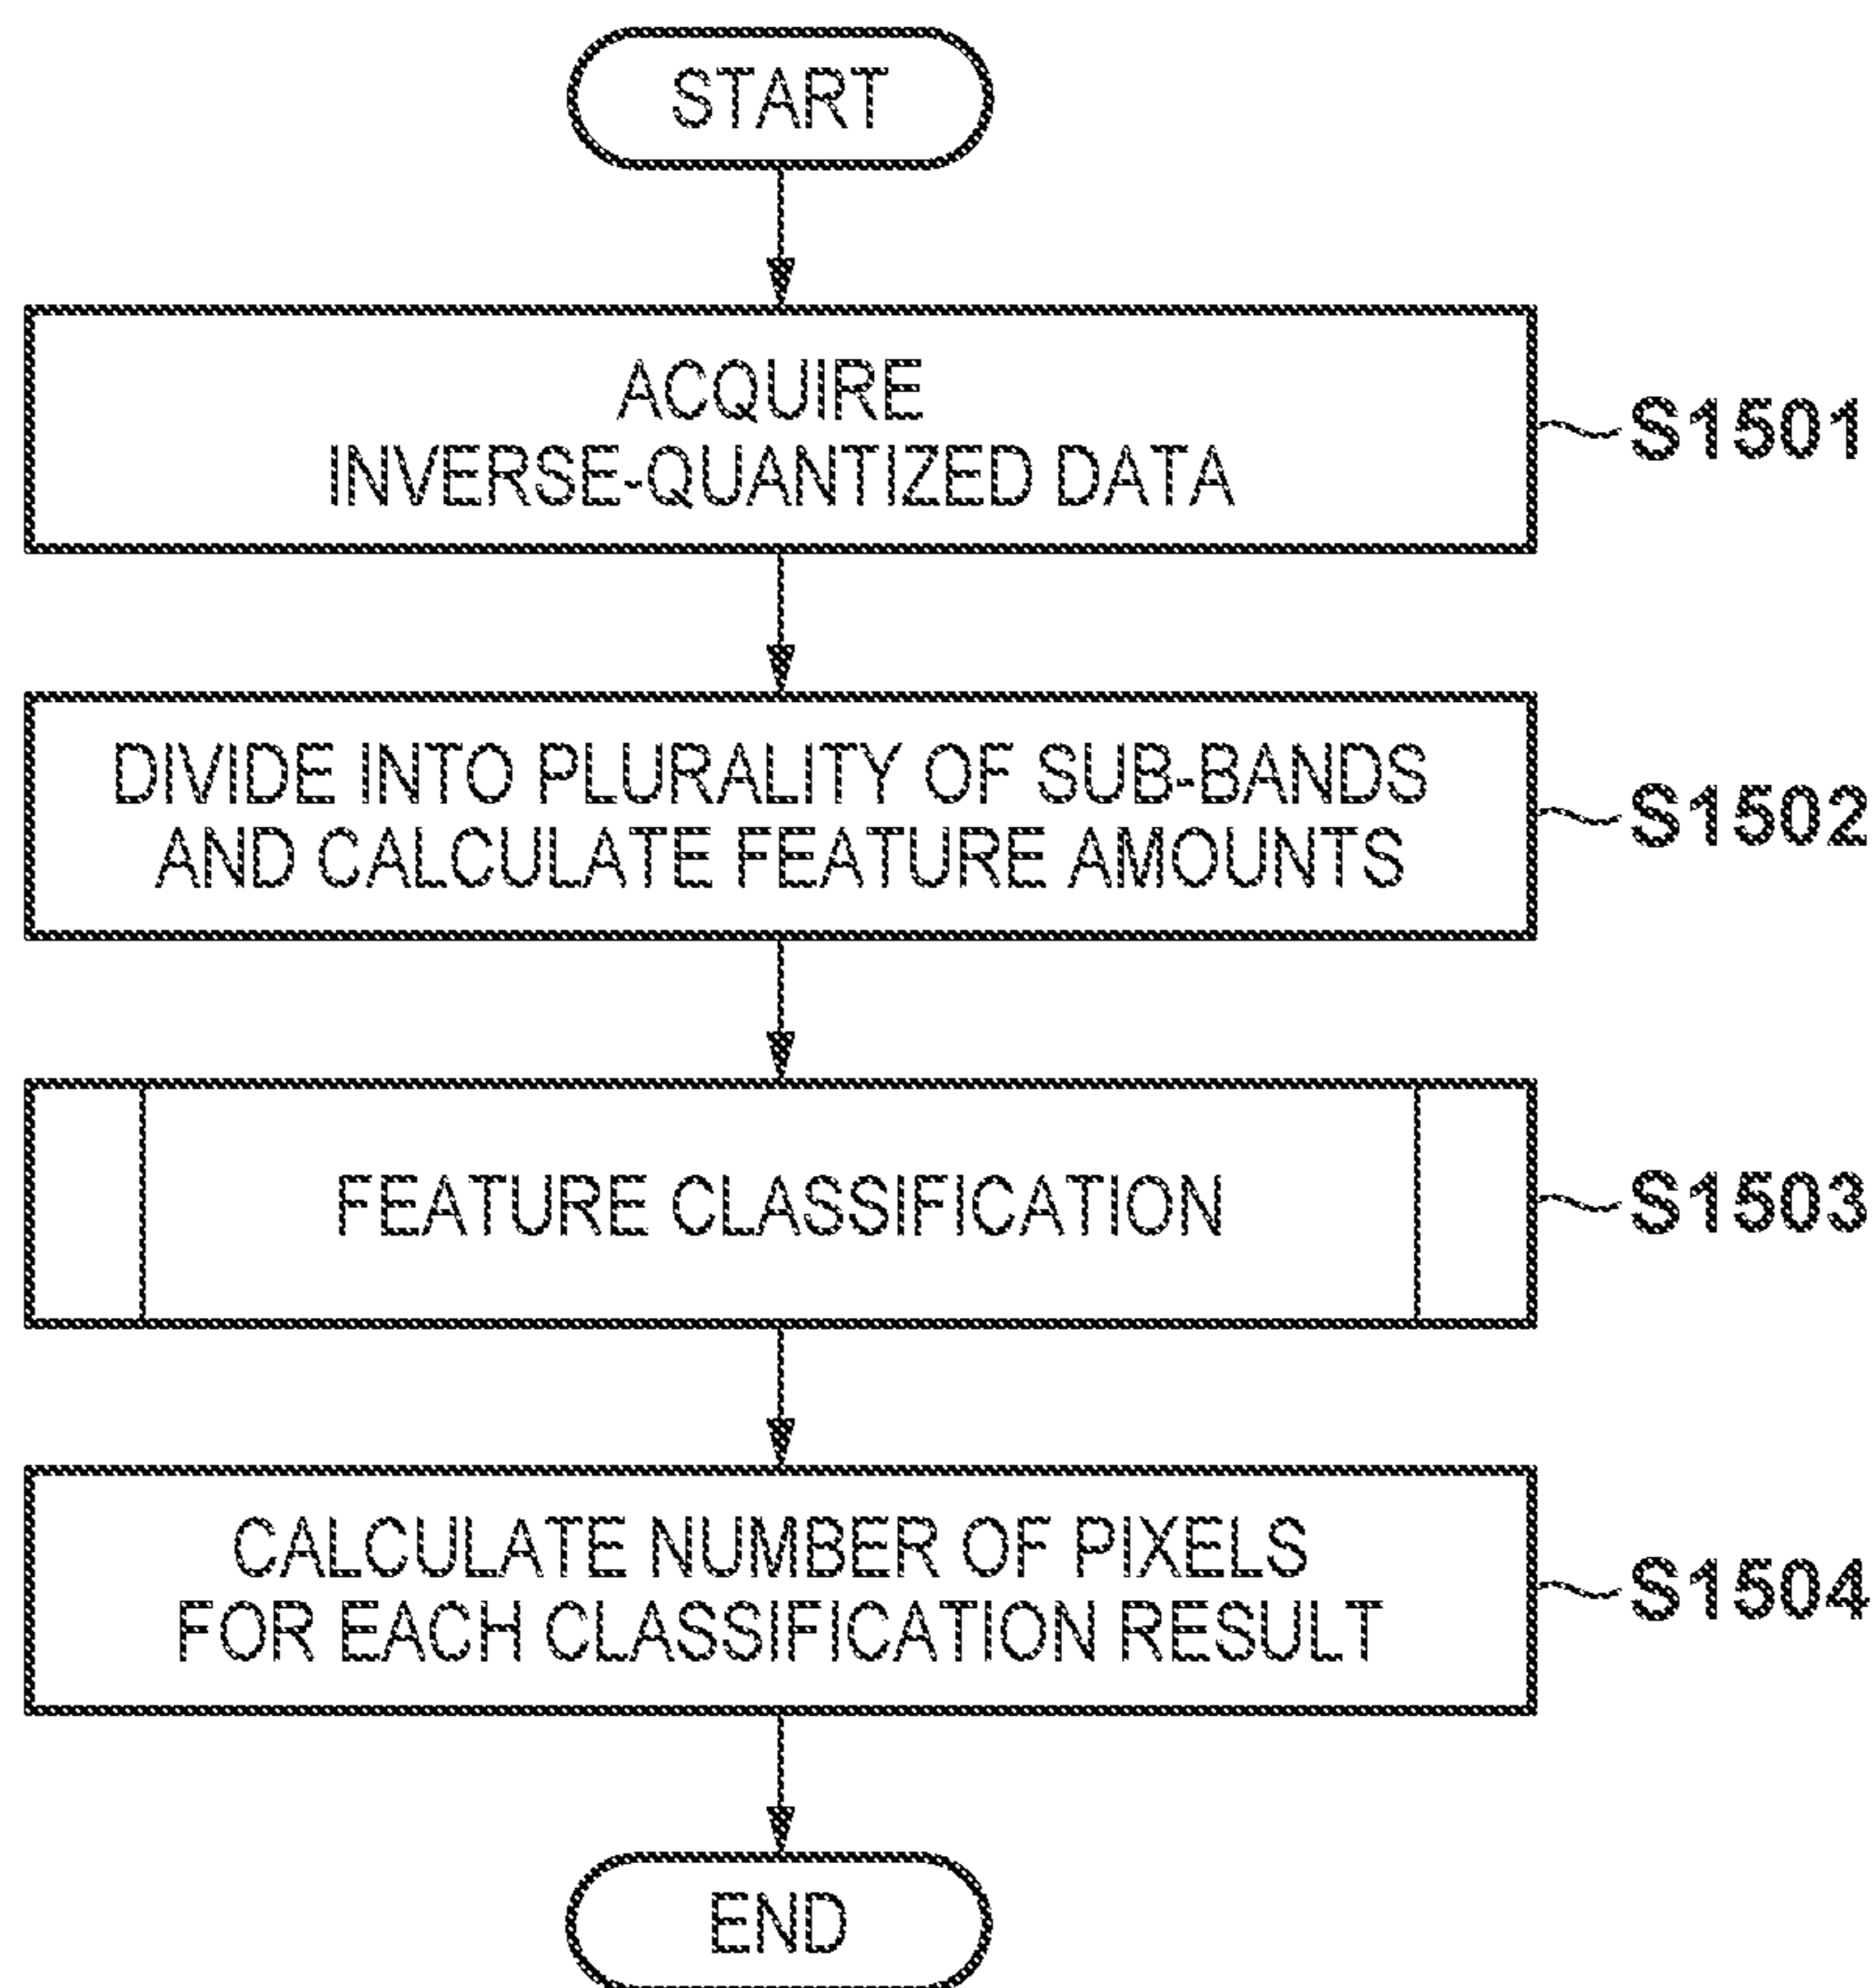 START
ACQUIRE
INVERSE-QUANTIZED DATA
S1501
DIVIDE INTO PLURALITY OF SUB-BANDS
AND CALCULATE FEATURE AMOUNTS
S1502
FEATURE CLASSIFICATION
S1503
CALCULATE NUMBER OF PIXELS
FOR EACH CLASSIFICATION RESULT
S1504
END